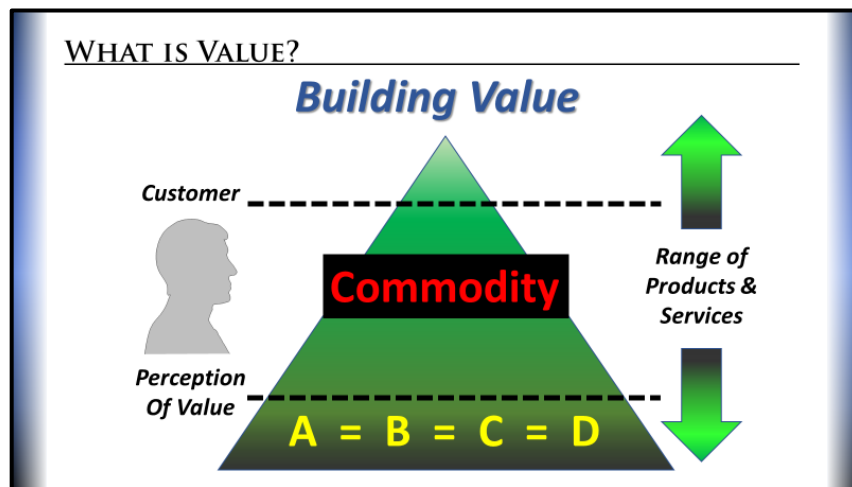 WHAT IS VALUE?
Building Value
Customer
Commodity
Range of
Products &
Services
Perception
Of Value
A = B = C = D